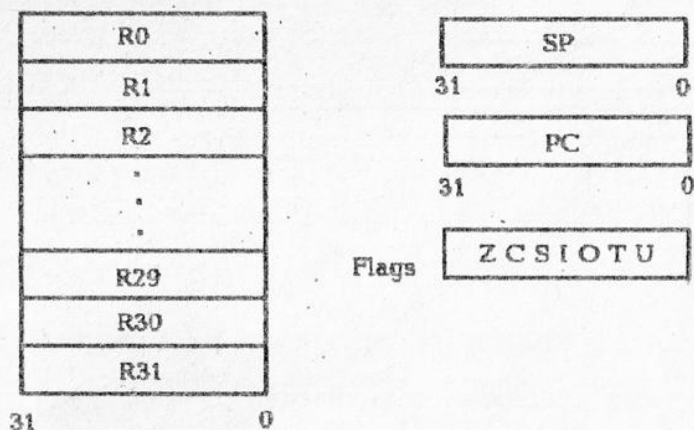 R0
R1
R2
R29
R30
R31
31 0
SP
31 0
PC
31 0
Flags
Z C S I O T U